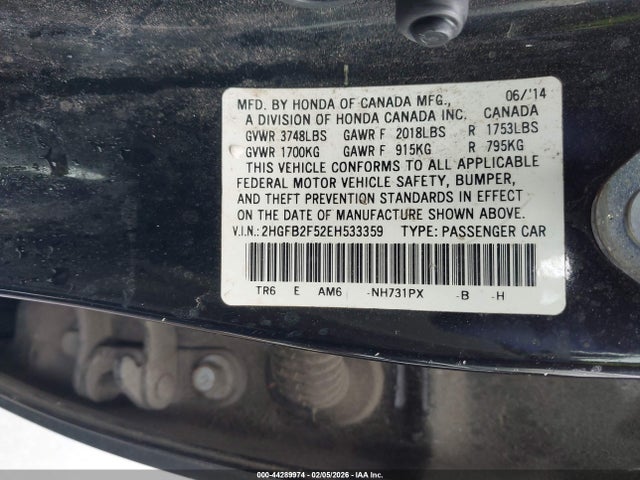 06/'14
MFD. BY HONDA OF CANADA MFG., CANADA
A DIVISION OF HONDA CANADA INC.
GVWR 3748LBS GAWR F 2018LBS R 1753LBS
GVWR 1700KG GAWR F 915KG R 795KG
THIS VEHICLE CONFORMS TO ALL APPLICABLE
FEDERAL MOTOR VEHICLE SAFETY, BUMPER,
AND THEFT PREVENTION STANDARDS IN EFFECT
ON THE DATE OF MANUFACTURE SHOWN ABOVE.
V.I.N.: 2HGFB2F52EH533359 TYPE: PASSENGER CAR
TR6 E AM6 -NH731PX -B -H
000-44289974 - 02/05/2026 - IAA Inc.